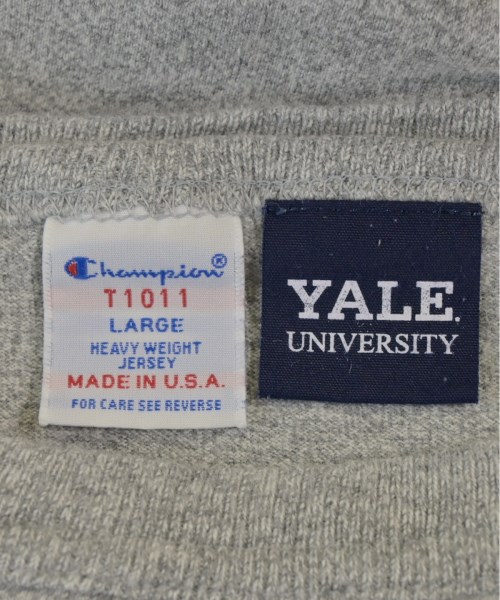 Champion®
T1011
LARGE
HEAVY WEIGHT
JERSEY
MADE IN U.S.A.
FOR CARE SEE REVERSE
YALE.
UNIVERSITY